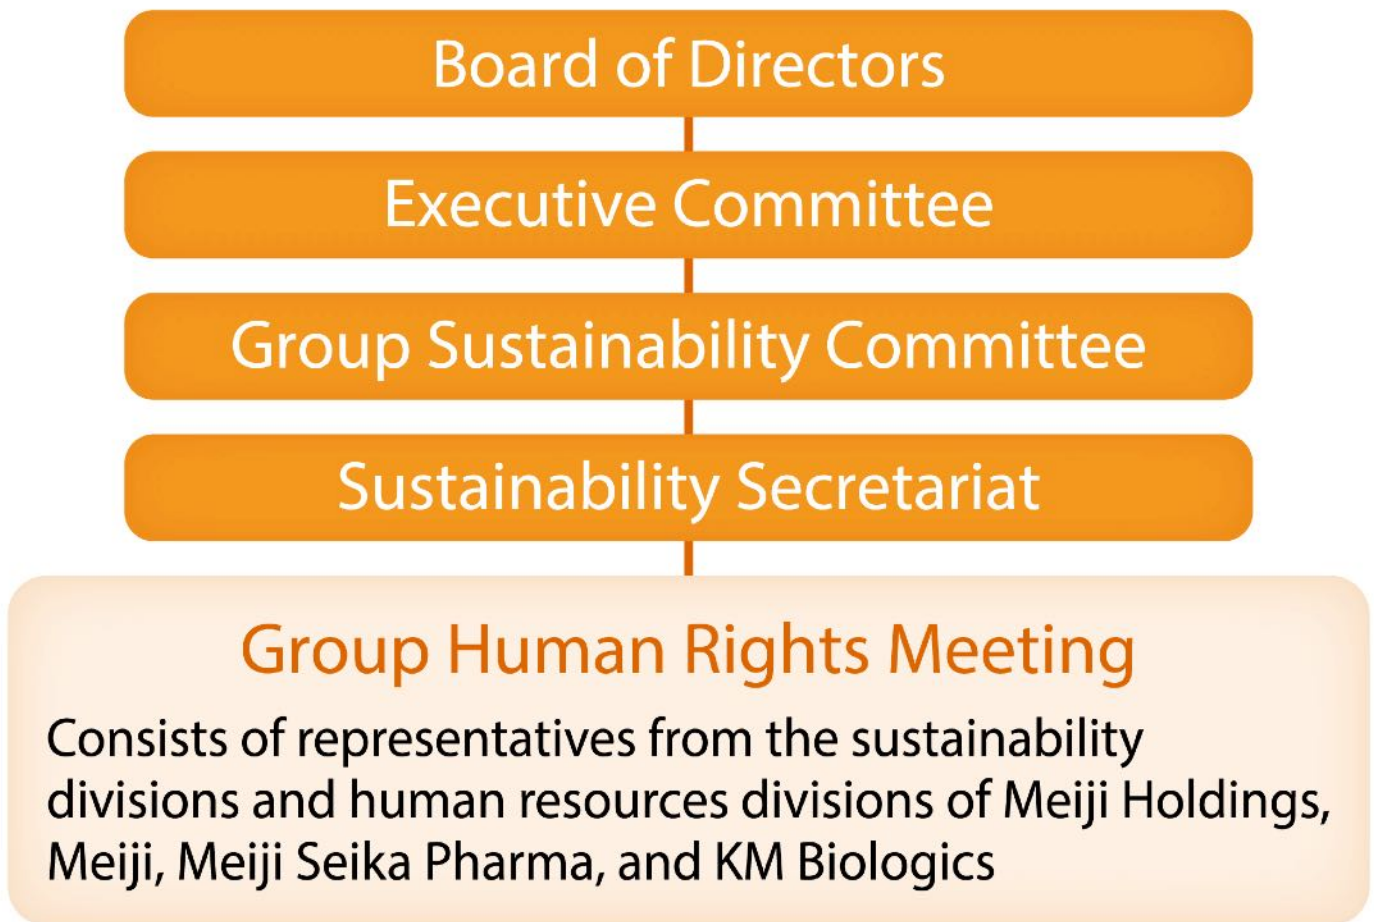 Board of Directors
Executive Committee
Group Sustainability Committee
Sustainability Secretariat
Group Human Rights Meeting
Consists of representatives from the sustainability
divisions and human resources divisions of Meiji Holdings,
Meiji, Meiji Seika Pharma, and KM Biologics